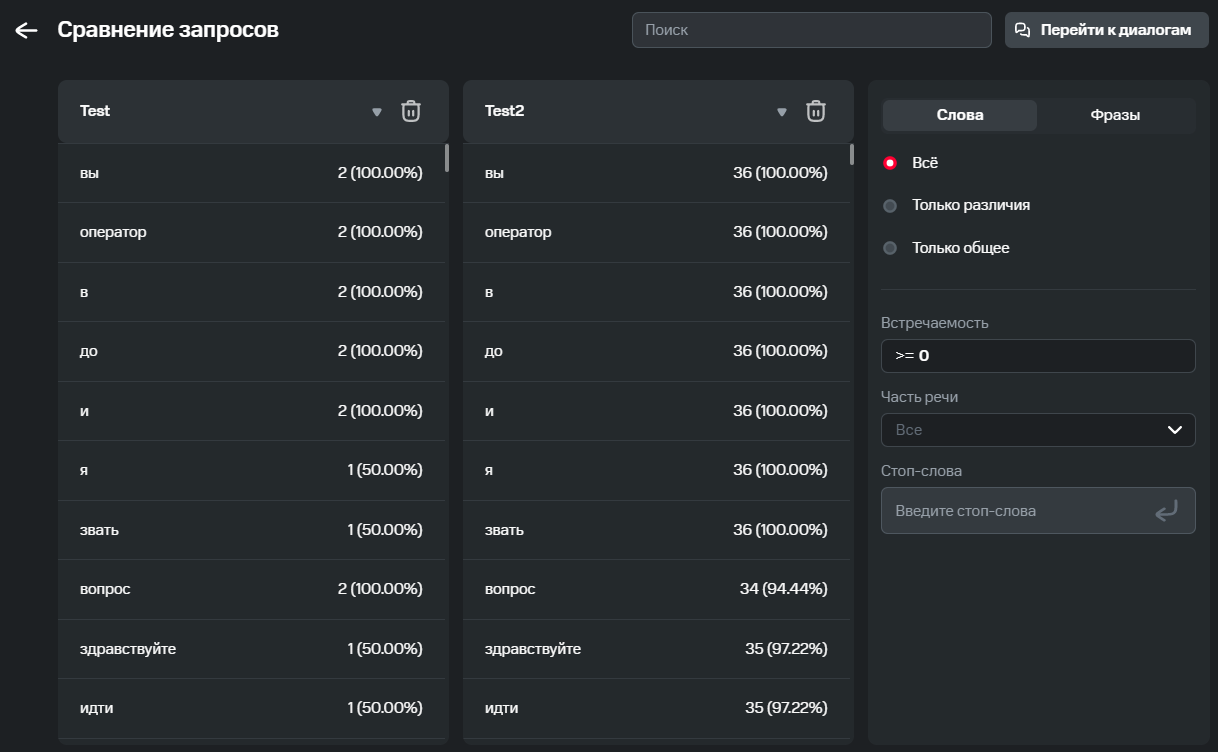 Сравнение запросов
Поиск
Перейти к диалогам
Test
вы 2 (100.00%)
оператор 2 (100.00%)
в 2 (100.00%)
до 2 (100.00%)
и 2 (100.00%)
я 1 (50.00%)
звать 1 (50.00%)
вопрос 2 (100.00%)
здравствуйте 1 (50.00%)
идти 1 (50.00%)
Test2
вы 36 (100.00%)
оператор 36 (100.00%)
в 36 (100.00%)
до 36 (100.00%)
и 36 (100.00%)
я 36 (100.00%)
звать 36 (100.00%)
вопрос 34 (94.44%)
здравствуйте 35 (97.22%)
идти 35 (97.22%)
Слова Фразы
Всё
Только различия
Только общее
Встречаемость
>= 0
Часть речи
Все
Стоп-слова
Введите стоп-слова